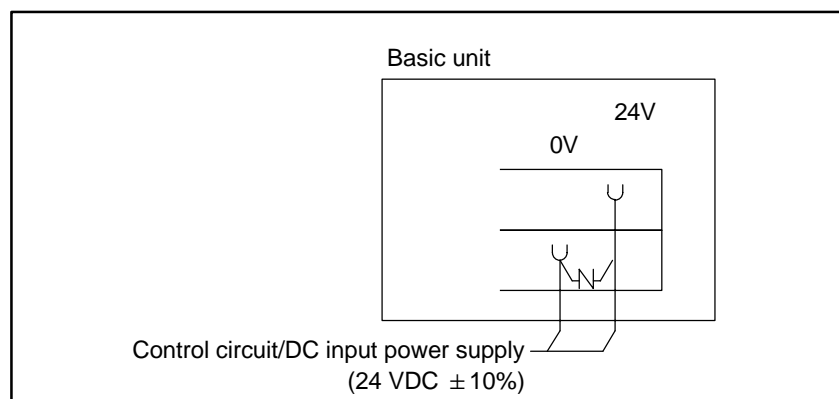 Basic unit
24V
0V
Control circuit/DC input power supply
(24 VDC ±10%)